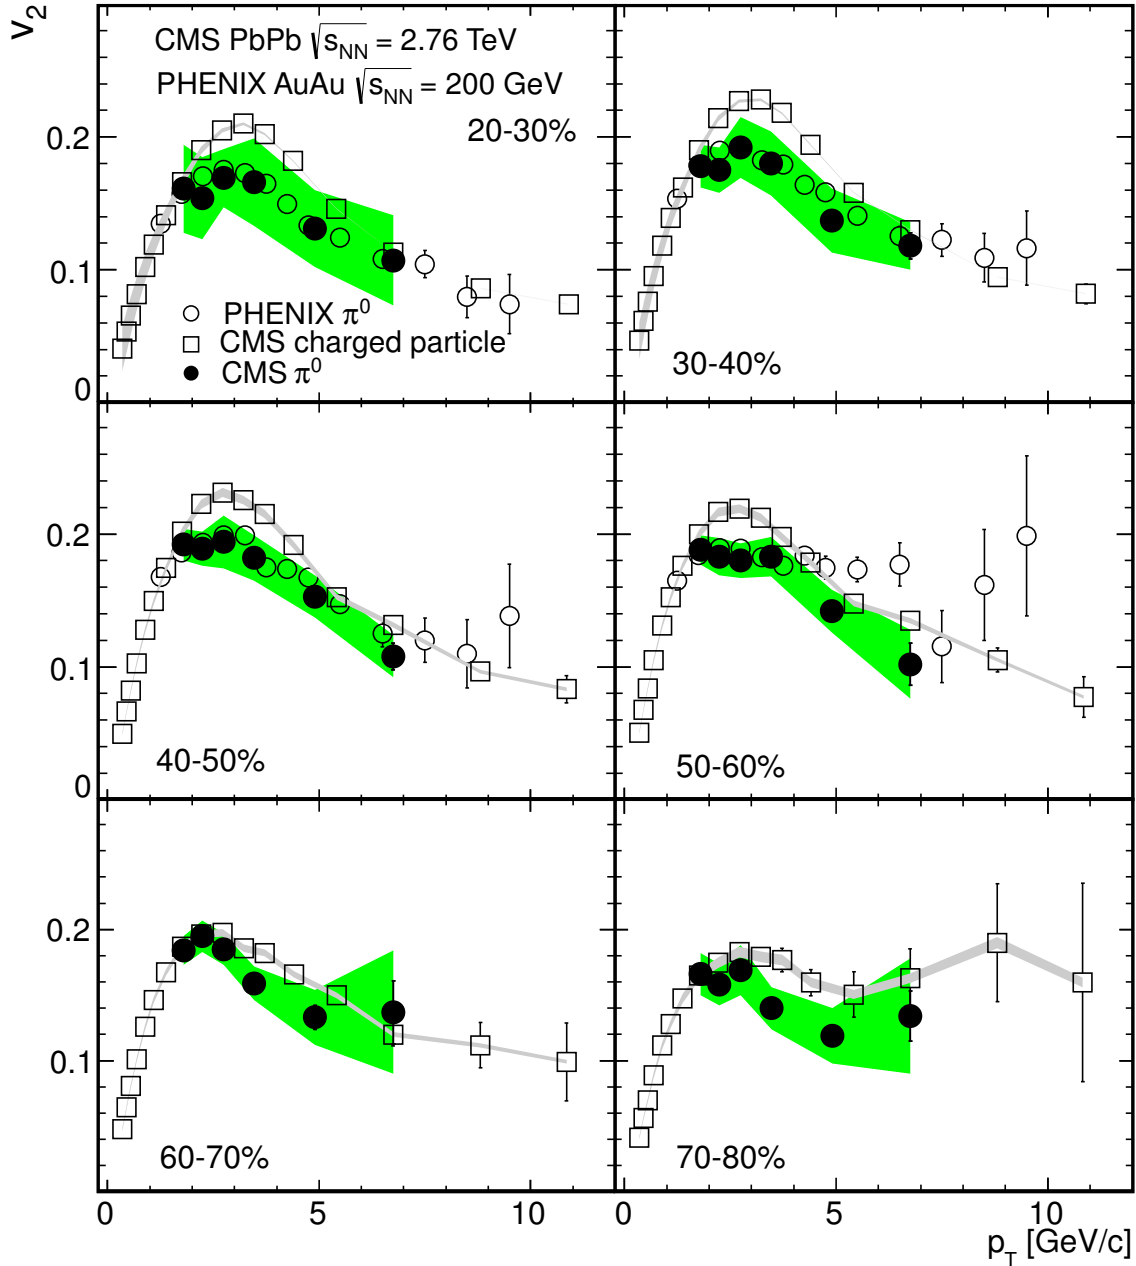 v2
CMS PbPb √sNN = 2.76 TeV
PHENIX AuAu √sNN = 200 GeV
20-30%
0.2
0.1
0
PHENIX π0
CMS charged particle
CMS π0
30-40%
0.2
0.1
0
40-50%
50-60%
0.2
0.1
60-70%
70-80%
0 5 10 0 5 10
pT [GeV/c]